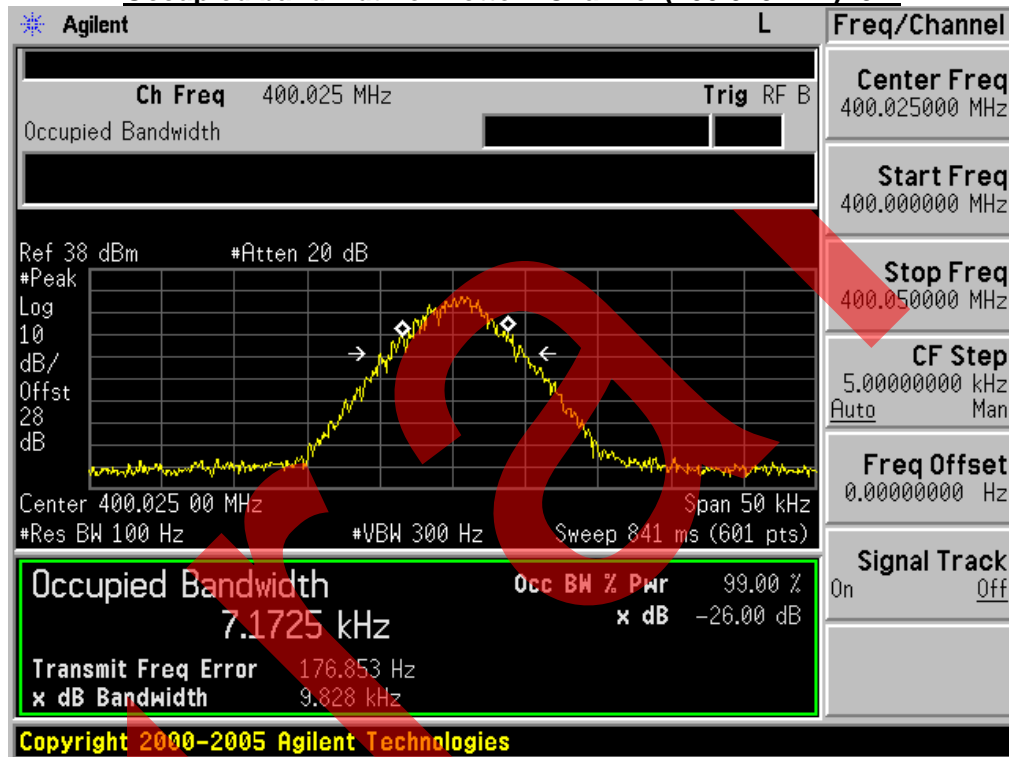 Agilent L Freq/Channel
Ch Freq 400.025 MHz Trig RF B
Occupied Bandwidth
Center Freq
400.025000 MHz
Start Freq
400.000000 MHz
Stop Freq
400.050000 MHz
CF Step
5.00000000 kHz
Auto Man
Freq Offset
0.00000000 Hz
Signal Track
On Off
Ref 38 dBm #Atten 20 dB
#Peak
Log
10
dB/
Offst
28
dB
Center 400.025 00 MHz Span 50 kHz
#Res BW 100 Hz #VBW 300 Hz Sweep 841 ms (601 pts)
Occupied Bandwidth Occ BW % Pwr 99.00 %
7.1725 kHz x dB -26.00 dB
Transmit Freq Error 176.853 Hz
x dB Bandwidth 9.828 kHz
Copyright 2000-2005 Agilent Technologies